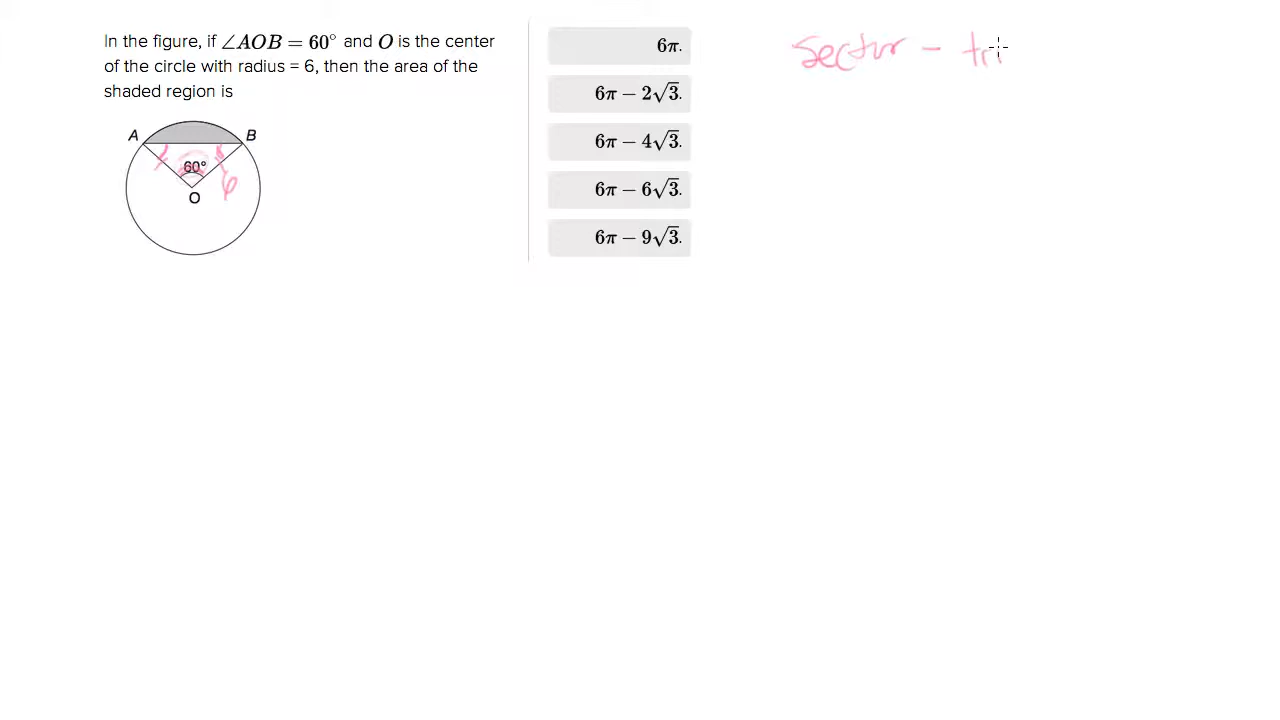 In the figure, if ∠AOB = 60° and O is the center
of the circle with radius = 6, then the area of the
shaded region is
A
B
60°
O
6
6π.
6π − 2√3.
6π − 4√3.
6π − 6√3.
6π − 9√3.
sector − tri